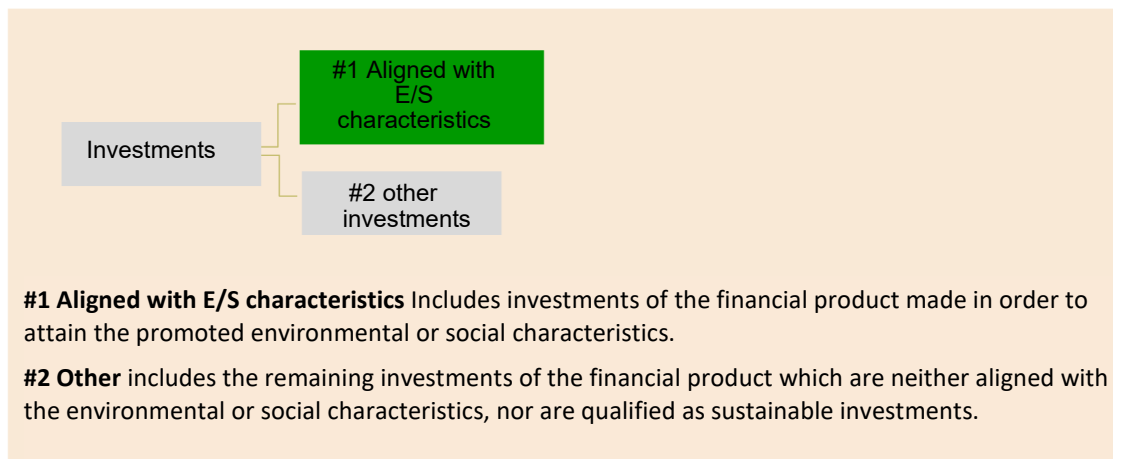 #1 Aligned with
E/S
characteristics
Investments
#2 other
investments
#1 Aligned with E/S characteristics Includes investments of the financial product made in order to
attain the promoted environmental or social characteristics.
#2 Other includes the remaining investments of the financial product which are neither aligned with
the environmental or social characteristics, nor are qualified as sustainable investments.